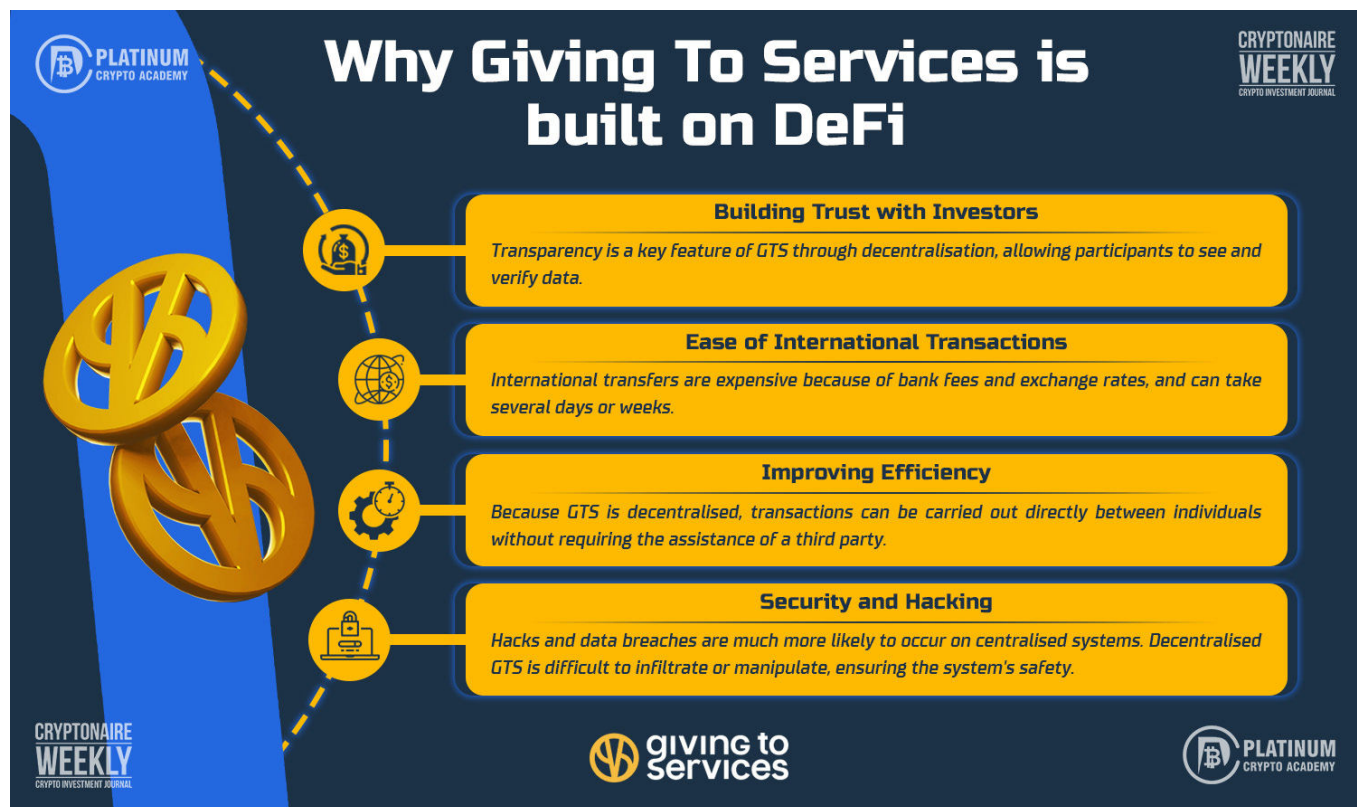 PLATINUM
CRYPTO ACADEMY
Why Giving To Services is
built on DeFi
CRYPTONAIRE
WEEKLY
CRYPTO INVESTMENT JOURNAL
Building Trust with Investors
Transparency is a key feature of GTS through decentralisation, allowing participants to see and
verify data.
Ease of International Transactions
International transfers are expensive because of bank fees and exchange rates, and can take
several days or weeks.
Improving Efficiency
Because GTS is decentralised, transactions can be carried out directly between individuals
without requiring the assistance of a third party.
Security and Hacking
Hacks and data breaches are much more likely to occur on centralised systems. Decentralised
GTS is difficult to infiltrate or manipulate, ensuring the system's safety.
CRYPTONAIRE
WEEKLY
CRYPTO INVESTMENT JOURNAL
giving to
services
PLATINUM
CRYPTO ACADEMY